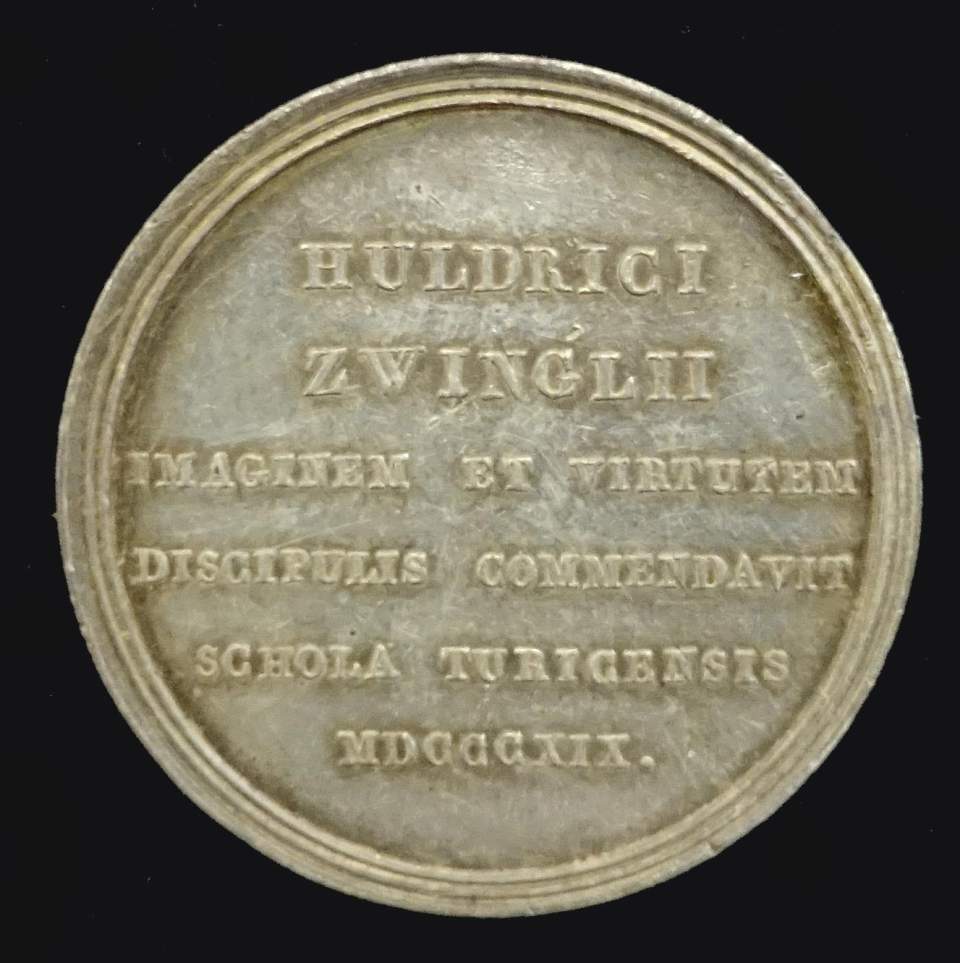 HULDRICI
ZWINGLII
IMAGINEM ET VIRTUTEM
DISCIPULIS COMMENDAVIT
SCHOLA TURICENSIS
MDCCCXIX.